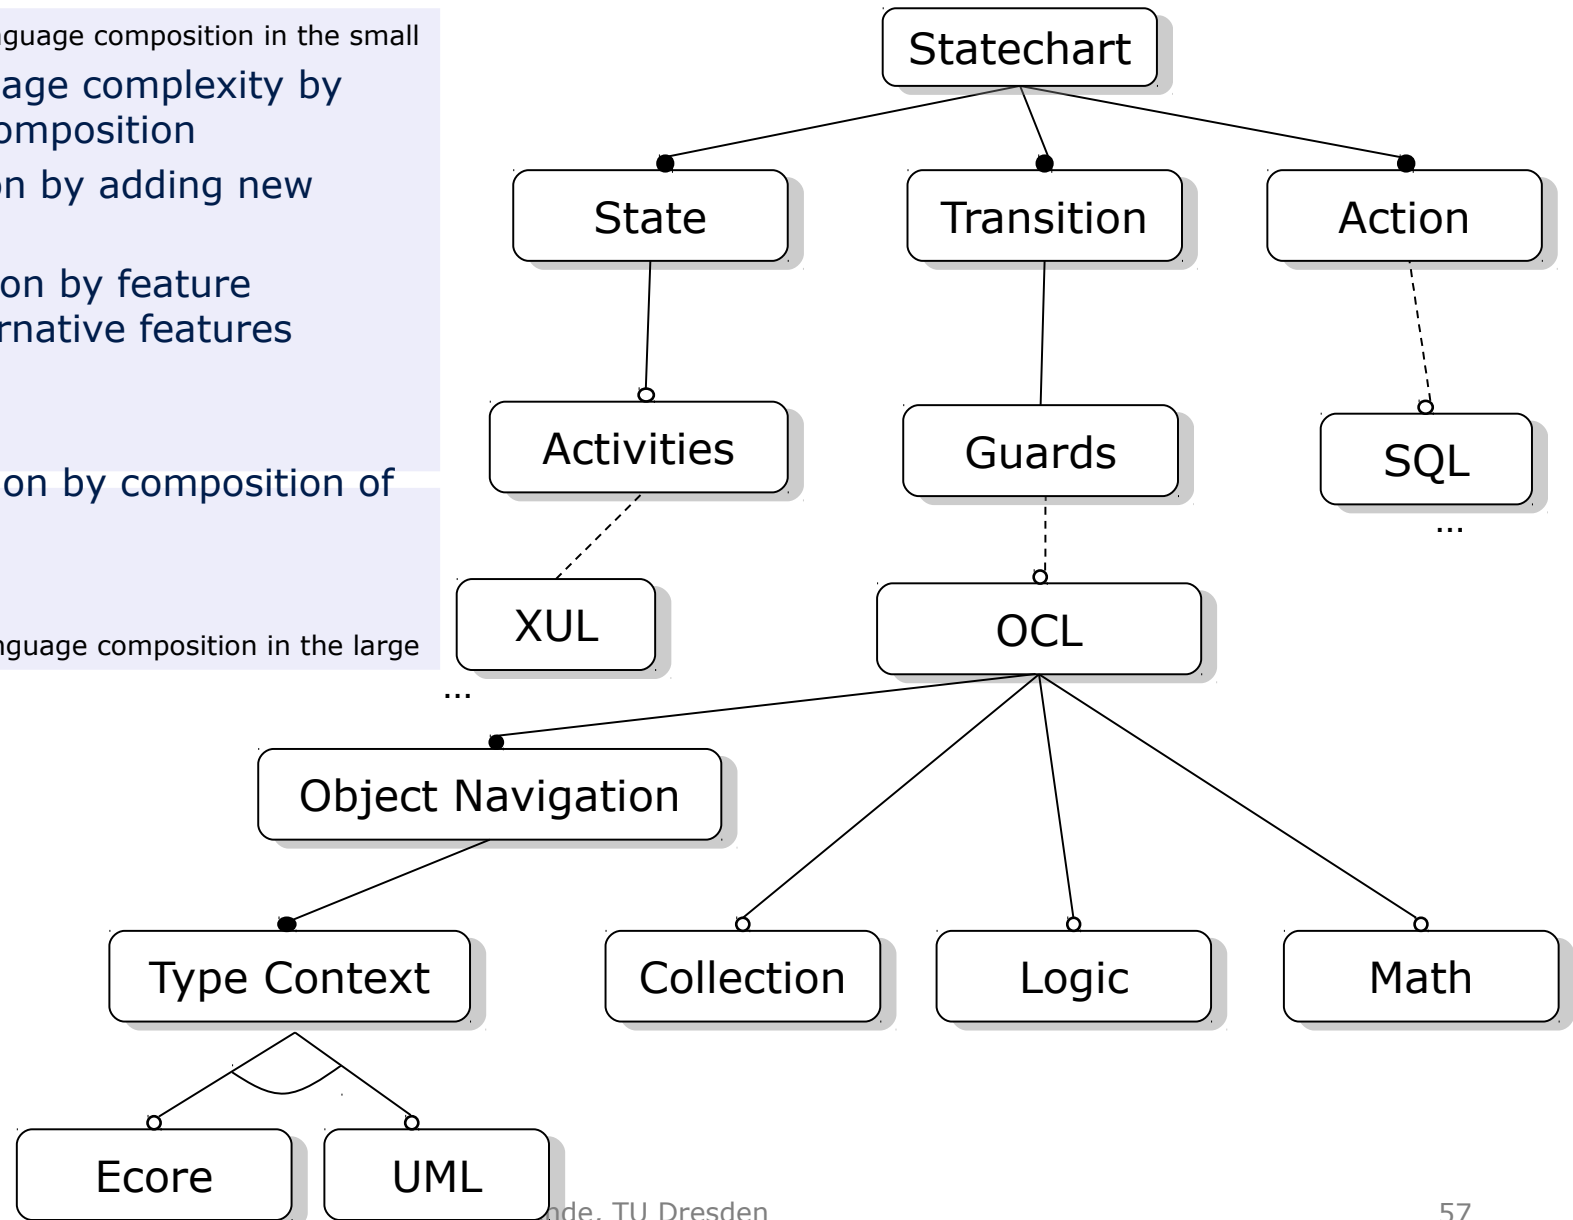 nguage composition in the small
age complexity by
omposition
on by adding new
on by feature
rnative features
on by composition of
nguage composition in the large
Statechart
State
Transition
Action
Activities
Guards
SQL
...
XUL
OCL
...
Object Navigation
Type Context
Collection
Logic
Math
Ecore
UML
nde, TU Dresden
57